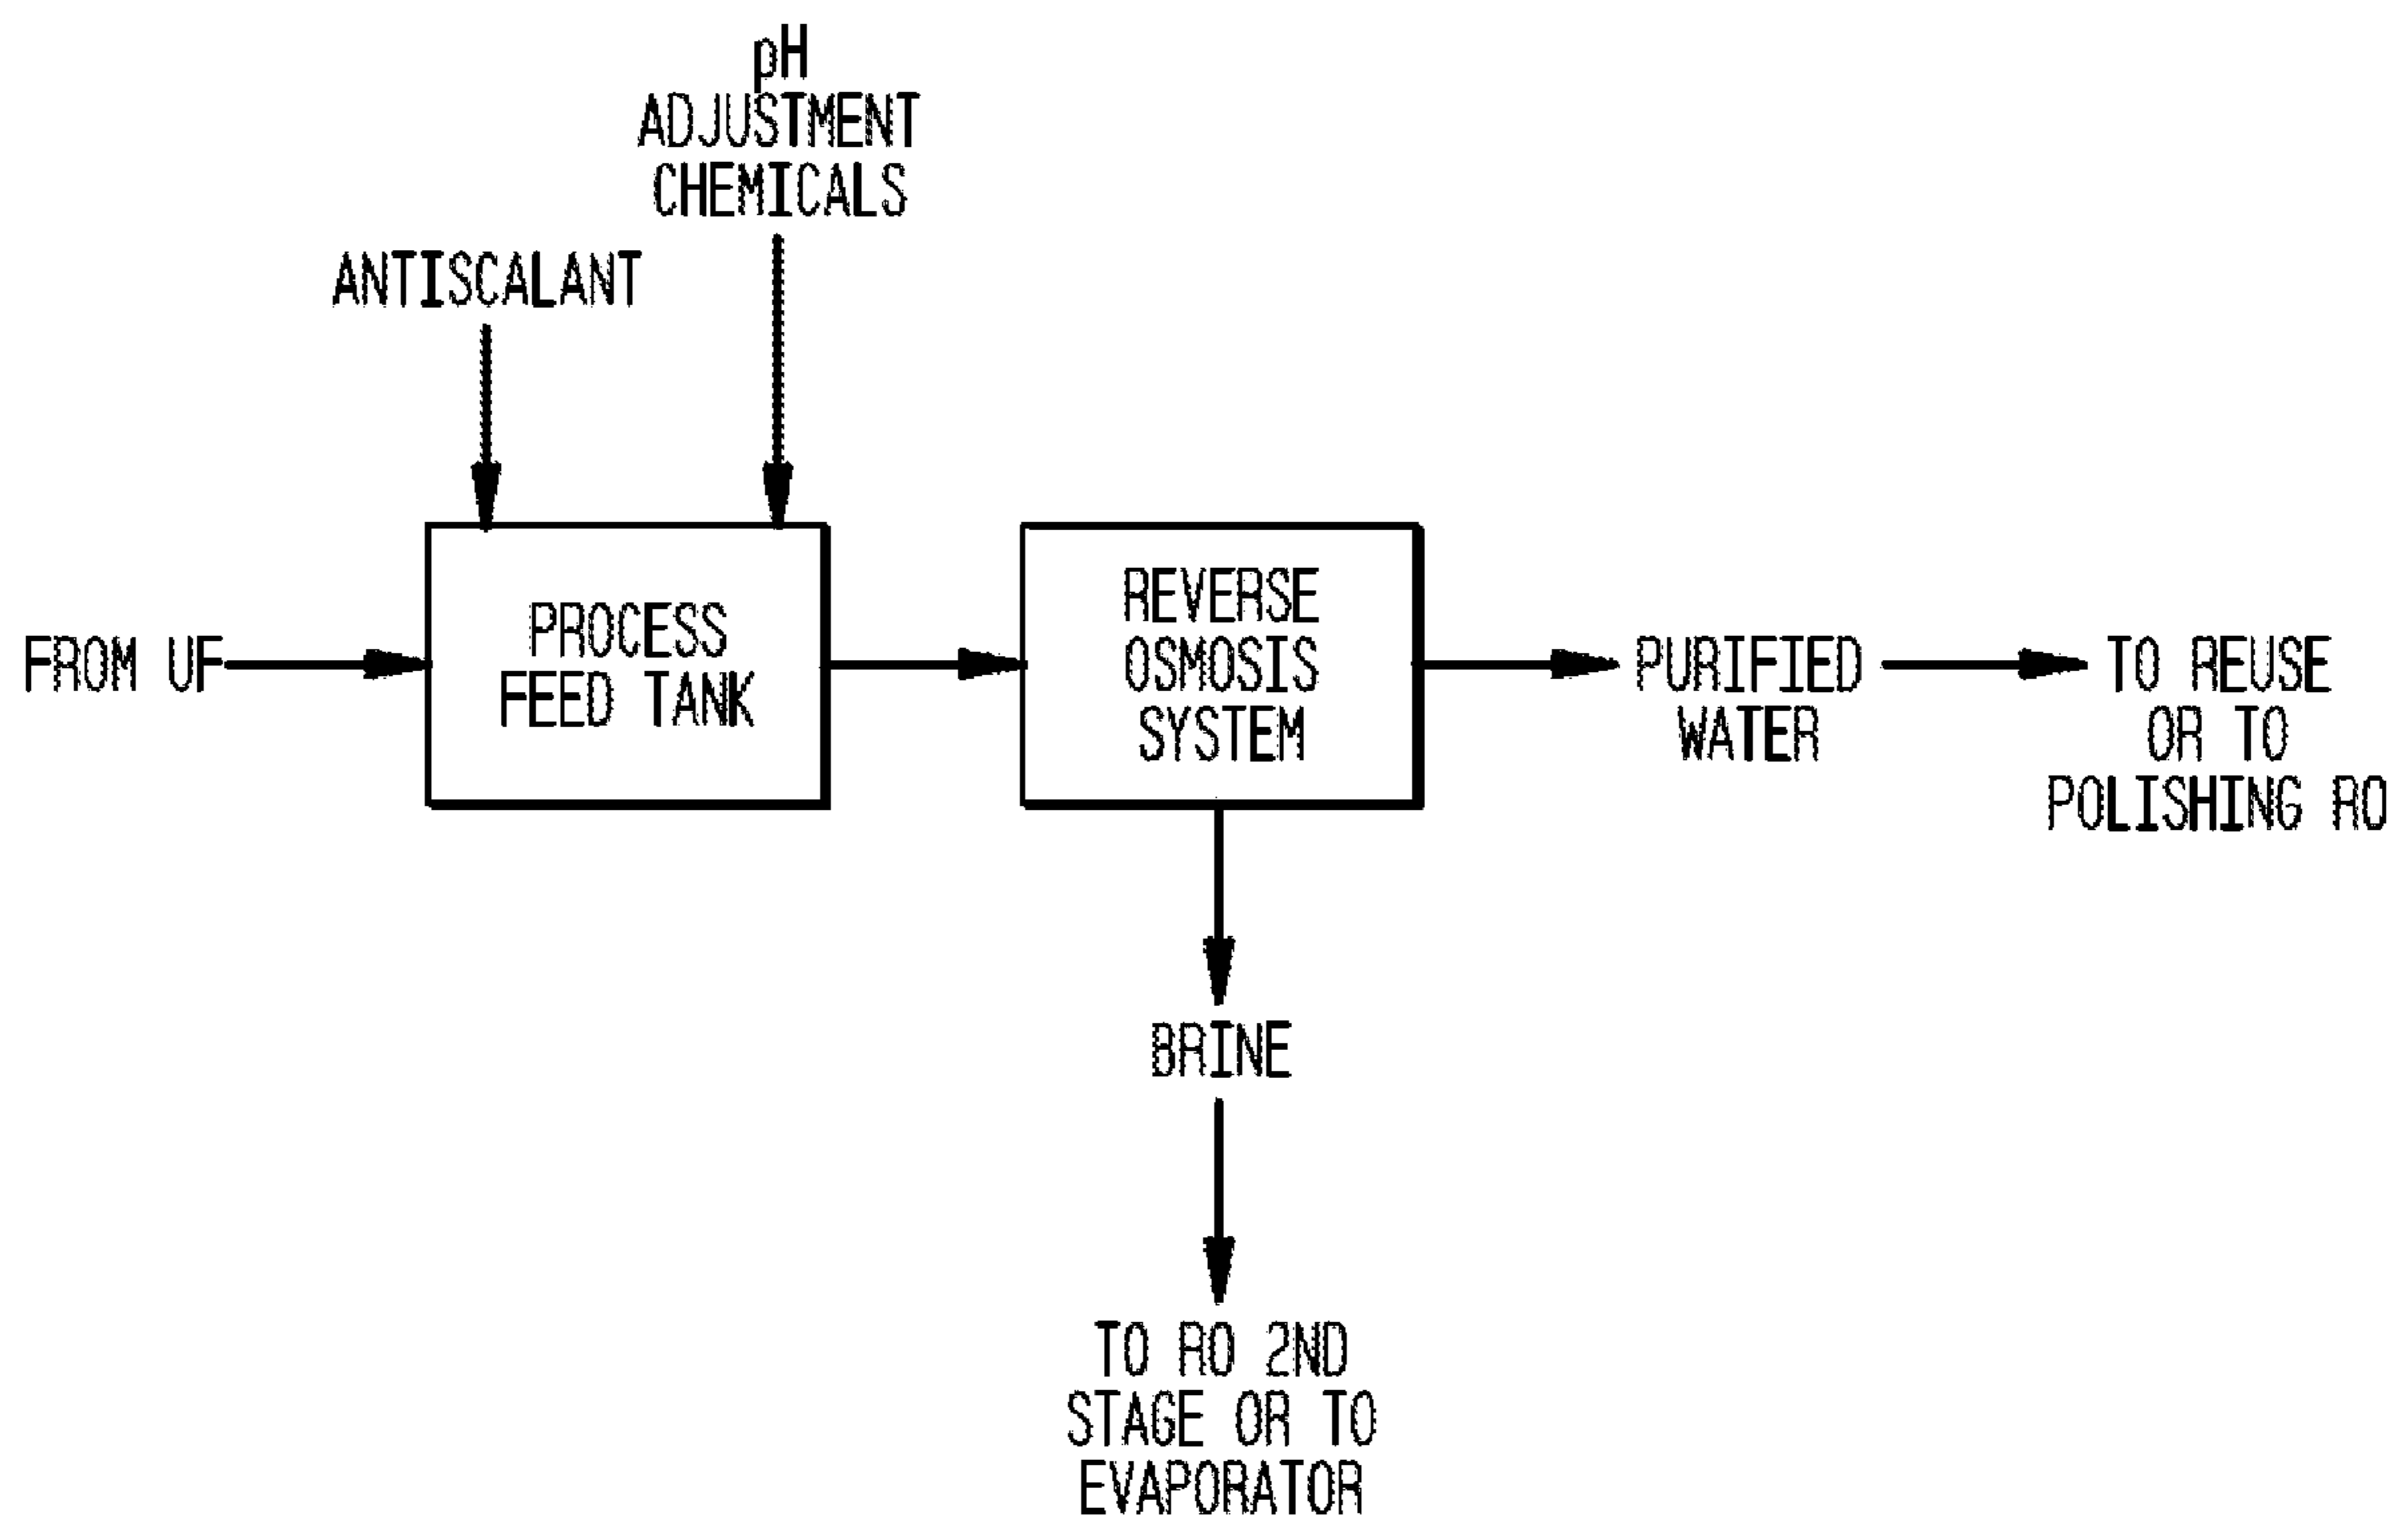 pH
ADJUSTMENT
CHEMICALS
ANTISCALANT
FROM UF
PROCESS
FEED TANK
REVERSE
OSMOSIS
SYSTEM
PURIFIED
WATER
TO REUSE
OR TO
POLISHING RO
BRINE
TO RO 2ND
STAGE OR TO
EVAPORATOR